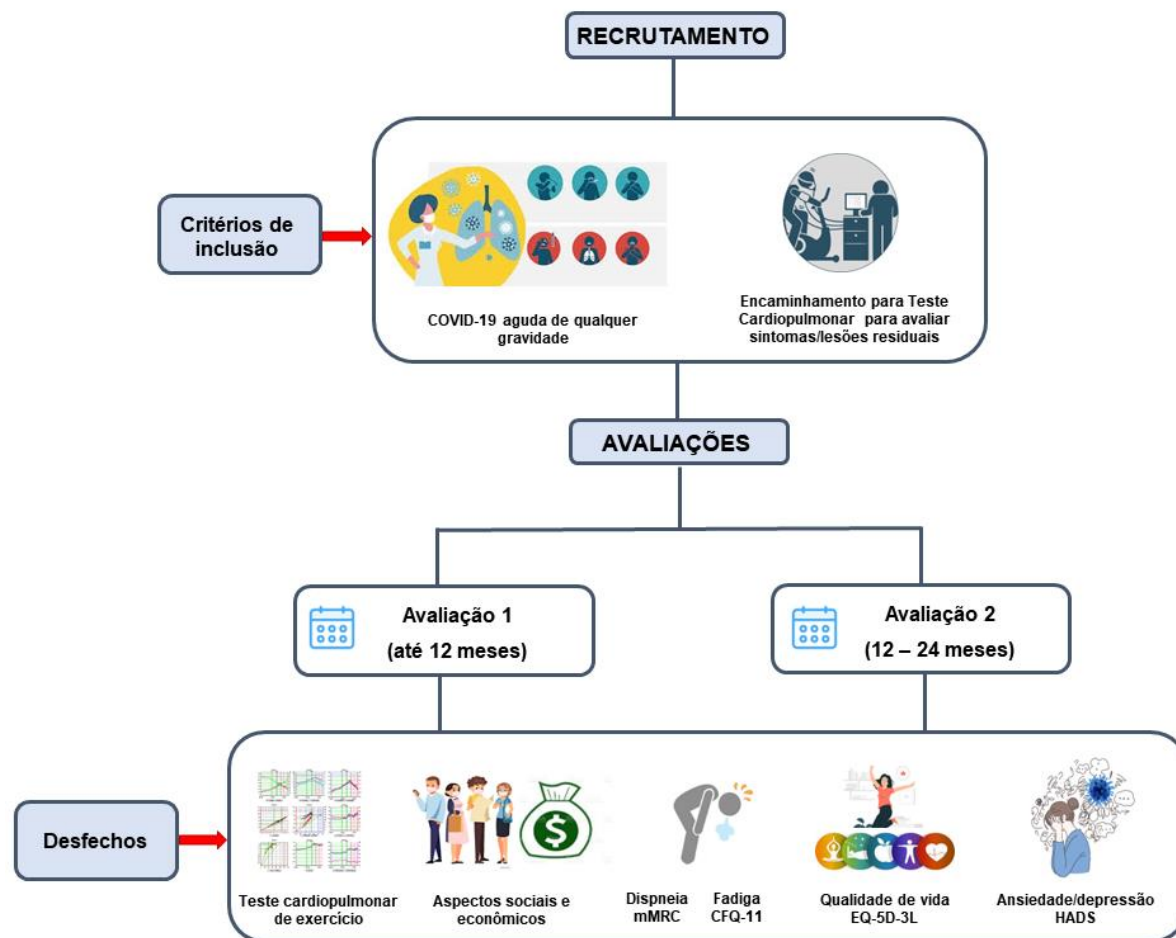 RECRUTAMENTO
Critérios de
inclusão
COVID-19 aguda de qualquer
gravidade
Encaminhamento para Teste
Cardiopulmonar para avaliar
sintomas/lesões residuais
AVALIAÇÕES
Avaliação 1
(até 12 meses)
Avaliação 2
(12 – 24 meses)
Desfechos
Teste cardiopulmonar
de exercício
Aspectos sociais e
econômicos
$
Dispneia
mMRC
Fadiga
CFQ-11
Qualidade de vida
EQ-5D-3L
Ansiedade/depressão
HADS